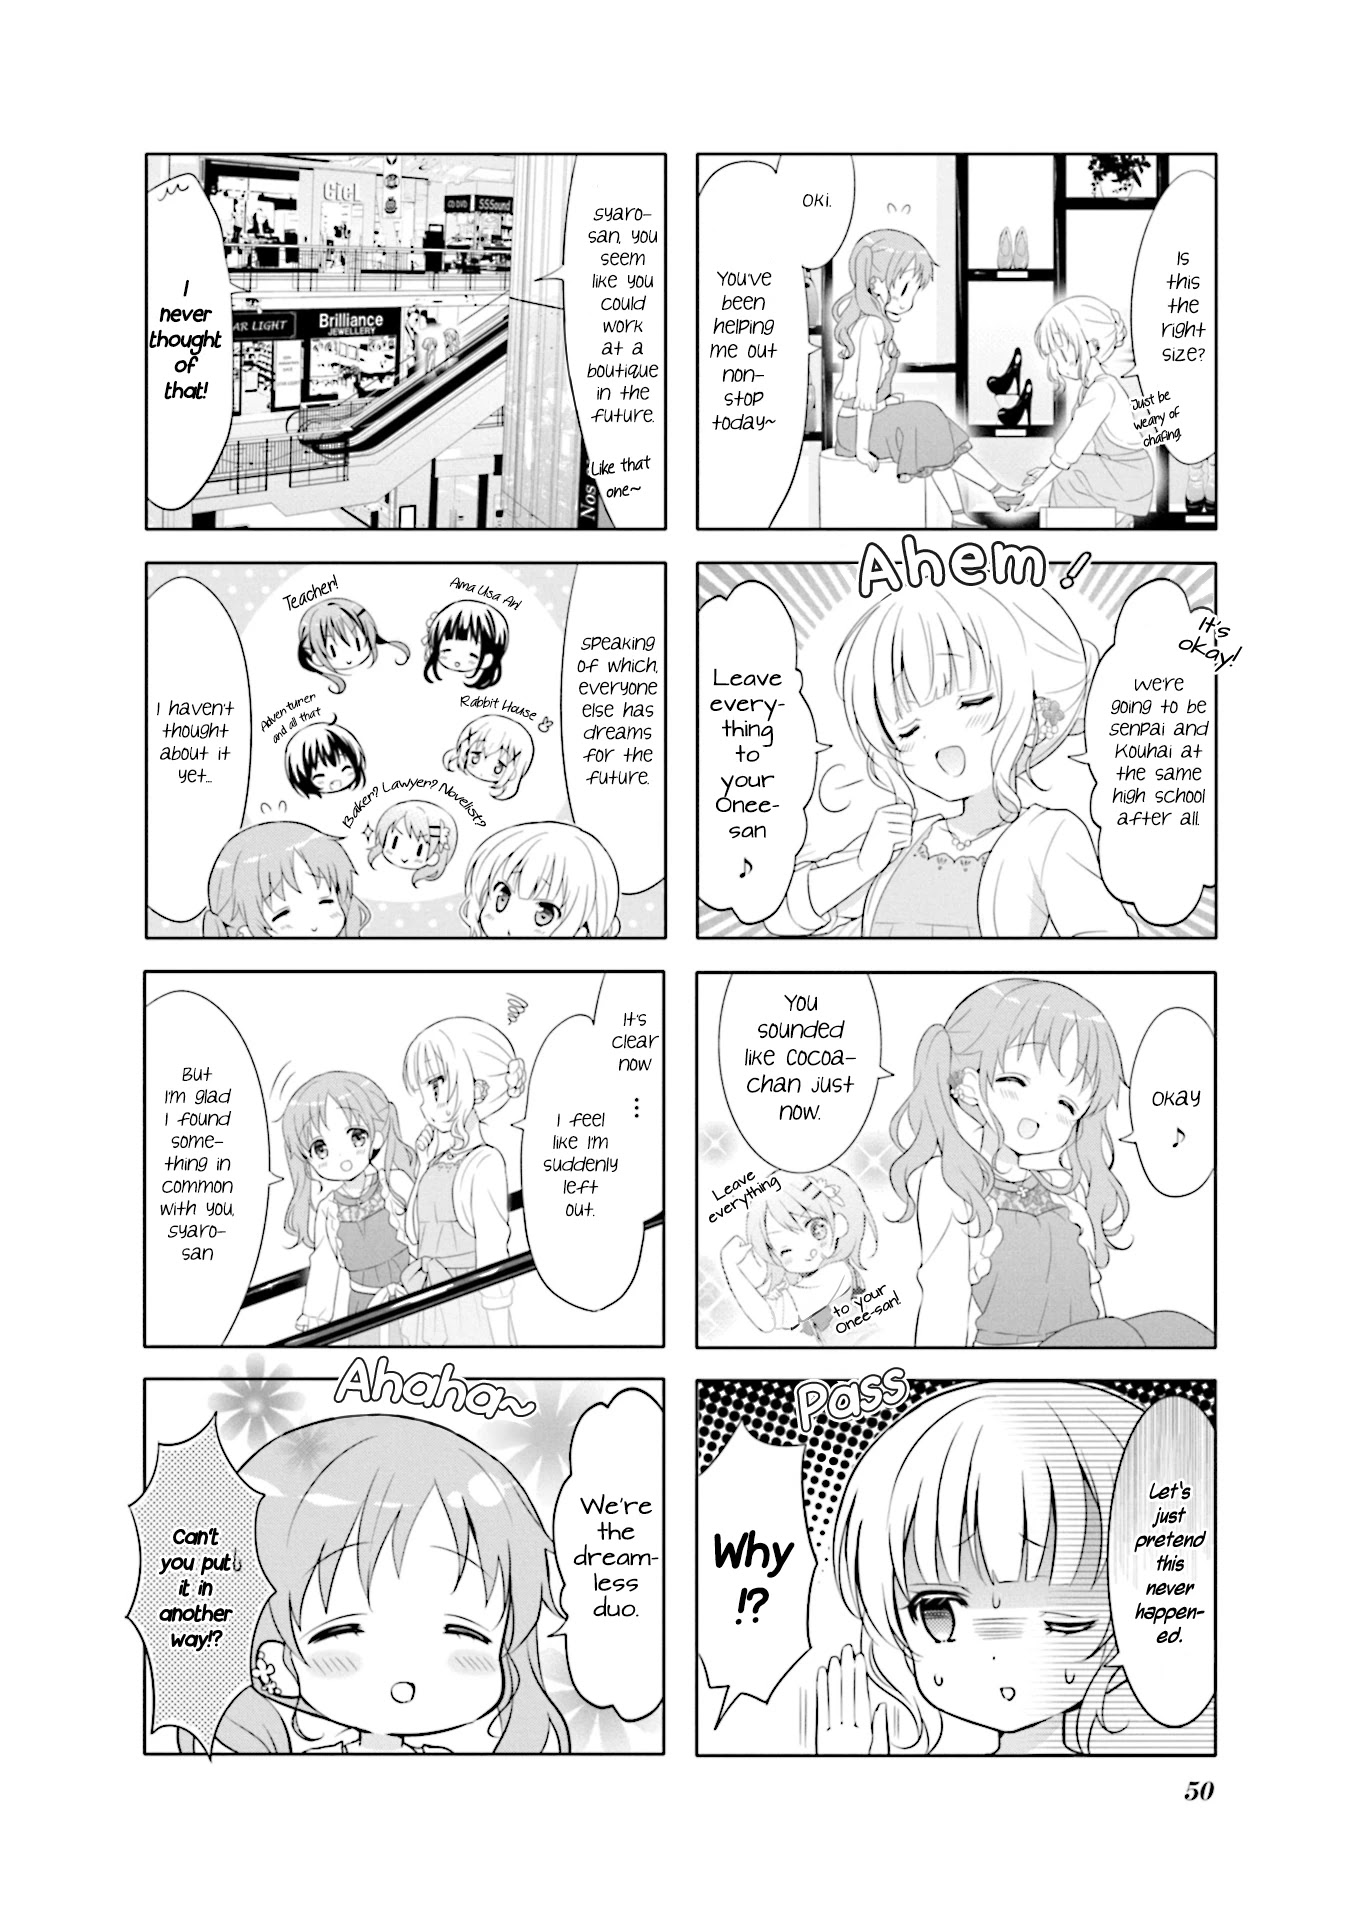 Is
this
the
right
size?
Just be
weary of
chafing.
Oki.
You've
been
helping
me out
non-
stop
today~
Ahem!
It's
okay!
We're
going to be
Senpai and
Kouhai at
the same
high school
after all.
Leave
every-
thing
to
your
Onee-
san
♪
Okay
♪
You
sounded
like Cocoa-
chan just
now.
Leave
everything
to your
Onee-san!
Pass
Let's
just
pretend
this
never
happen-
ed.
Why
!?
Syaro-
san, you
seem
like you
could
work
at a
boutique
in the
future.
Like that
one~
I
never
thought
of
that!
CieL
CD DVD
SSSound
AR LIGHT
Brilliance
JEWELLERY
Nos
Speaking
of which,
everyone
else has
dreams
for the
future.
Ama Usa An!
Teacher!
Rabbit House
Adventurer
and all that
Baker? Lawyer? Novelist?
I haven't
thought
about it
yet...
It's
clear
now
...
I feel
like I'm
suddenly
left
out.
But
I'm glad
I found
some-
thing in
common
with you,
Syaro-
san
Ahaha~
We're
the
dream-
less
duo.
Can't
you put
it in
another
way!?
50